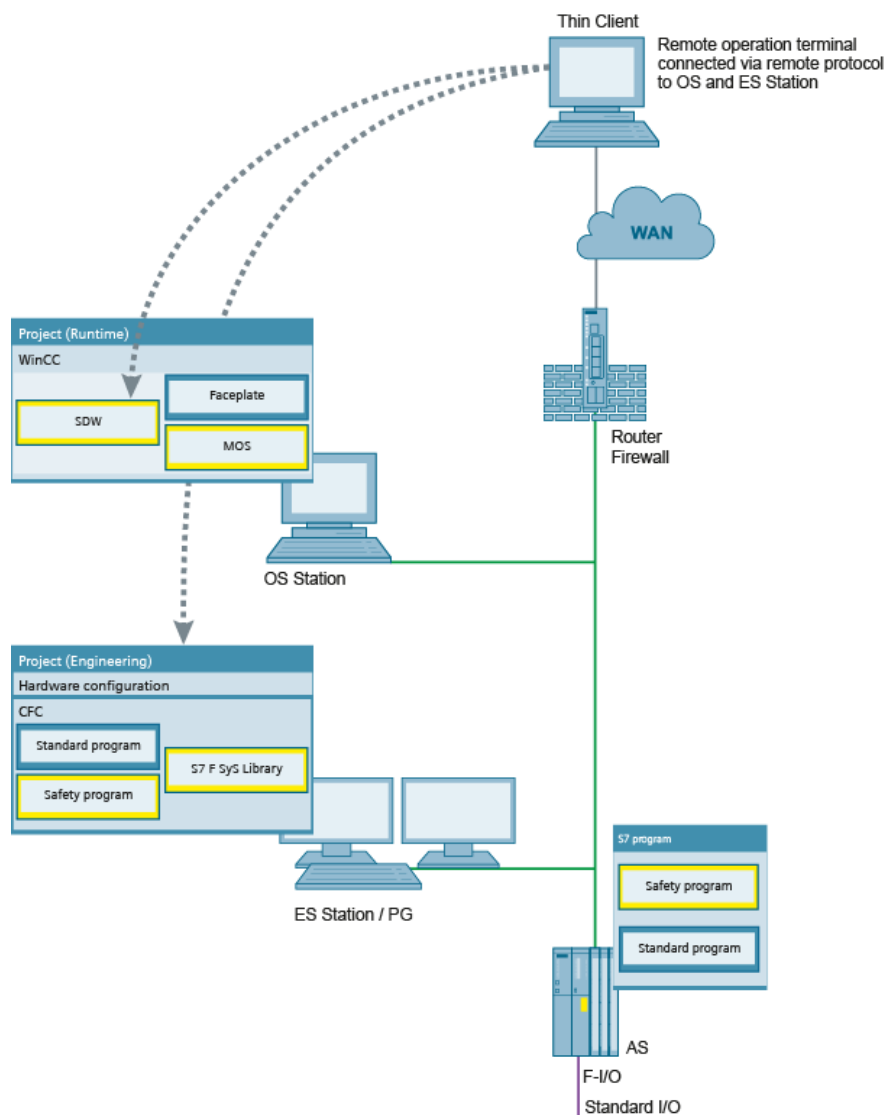 Thin Client
Remote operation terminal
connected via remote protocol
to OS and ES Station
WAN
Project (Runtime)
WinCC
Faceplate
SDW
MOS
Router
Firewall
OS Station
Project (Engineering)
Hardware configuration
CFC
Standard program
S7 F SyS Library
Safety program
S7 program
Safety program
Standard program
ES Station / PG
AS
F-I/O
Standard I/O